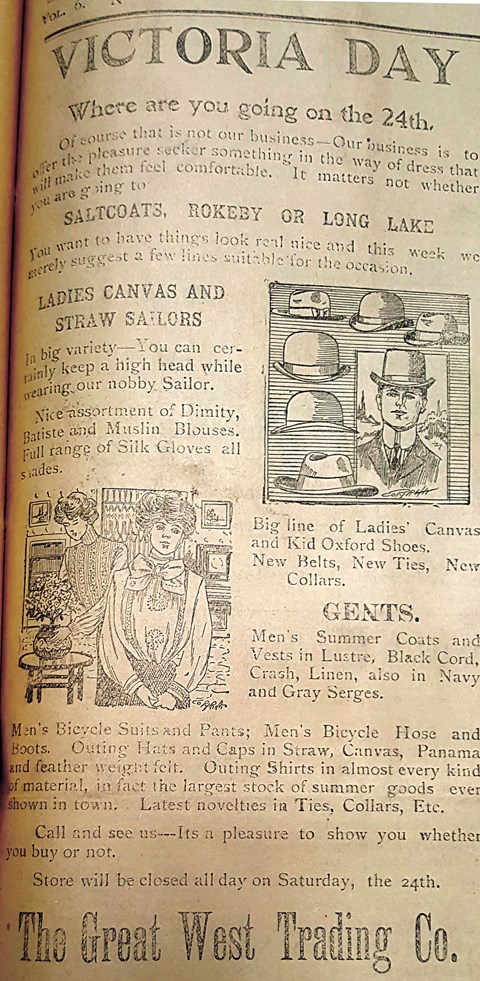 VOL. 6.
VICTORIA DAY
Where are you going on the 24th.
Of course that is not our business—Our business is to
offer the pleasure seeker something in the way of dress that
will make them feel comfortable. It matters not whether
you are going to
SALTCOATS, ROKEBY OR LONG LAKE
You want to have things look real nice and this week we
merely suggest a few lines suitable for the occasion.
LADIES CANVAS AND
STRAW SAILORS
In big variety—You can cer-
tainly keep a high head while
wearing our nobby Sailor.
Nice assortment of Dimity,
Batiste and Muslin Blouses.
Full range of Silk Gloves all
shades.
Big line of Ladies' Canvas
and Kid Oxford Shoes.
New Belts, New Ties, New
Collars.
GENTS.
Men's Summer Coats and
Vests in Lustre, Black Cord,
Crash, Linen, also in Navy
and Gray Serges.
Men's Bicycle Suits and Pants; Men's Bicycle Hose and
Boots. Outing Hats and Caps in Straw, Canvas, Panama
and feather weight felt. Outing Shirts in almost every kind
of material, in fact the largest stock of summer goods ever
shown in town. Latest novelties in Ties, Collars, Etc.
Call and see us---Its a pleasure to show you whether
you buy or not.
Store will be closed all day on Saturday, the 24th.
The Great West Trading Co.